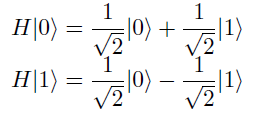 H|0⟩ = 1/√2|0⟩ + 1/√2|1⟩
H|1⟩ = 1/√2|0⟩ − 1/√2|1⟩